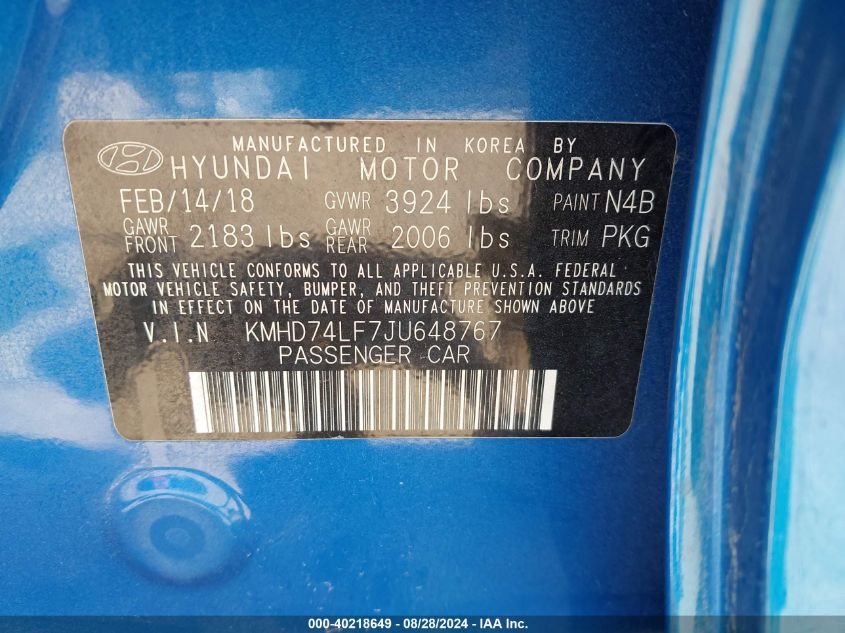 MANUFACTURED IN KOREA BY
HYUNDAI MOTOR COMPANY
FEB/14/18 GVWR 3924 lbs PAINT N4B
GAWR FRONT 2183 lbs GAWR REAR 2006 lbs TRIM PKG
THIS VEHICLE CONFORMS TO ALL APPLICABLE U.S.A. FEDERAL
MOTOR VEHICLE SAFETY, BUMPER, AND THEFT PREVENTION STANDARDS
IN EFFECT ON THE DATE OF MANUFACTURE SHOWN ABOVE
V.I.N KMHD74LF7JU648767
PASSENGER CAR
000-40218649 - 08/28/2024 - IAA Inc.